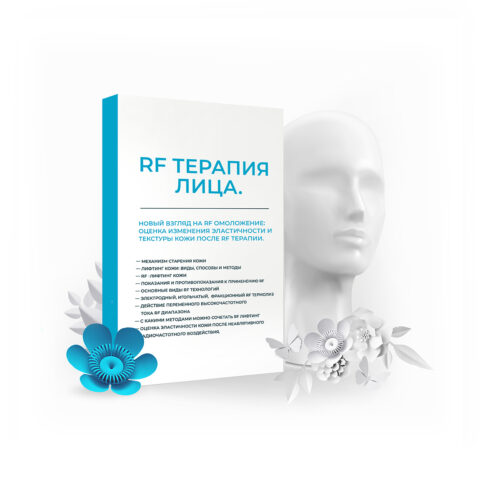 RF ТЕРАПИЯ
ЛИЦА.
НОВЫЙ ВЗГЛЯД НА RF ОМОЛОЖЕНИЕ:
ОЦЕНКА ИЗМЕНЕНИЯ ЭЛАСТИЧНОСТИ И
ТЕКСТУРЫ КОЖИ ПОСЛЕ RF ТЕРАПИИ.
— МЕХАНИЗМ СТАРЕНИЯ КОЖИ
— ЛИФТИНГ КОЖИ: ВИДЫ, СПОСОБЫ И МЕТОДЫ
— RF -ЛИФТИНГ КОЖИ
— ПОКАЗАНИЯ И ПРОТИВОПОКАЗАНИЯ К ПРИМЕНЕНИЮ RF
— ОСНОВНЫЕ ВИДЫ RF ТЕХНОЛОГИЙ
— ЭЛЕКТРОДНЫЙ, ИГОЛЬЧАТЫЙ, ФРАКЦИОННЫЙ RF ТЕРМОЛИЗ
— ДЕЙСТВИЕ ПЕРЕМЕННОГО ВЫСОКОЧАСТОТНОГО
ТОКА RF ДИАПАЗОНА
— С КАКИМИ МЕТОДАМИ МОЖНО СОЧЕТАТЬ RF ЛИФТИНГ
ОЦЕНКА ЭЛАСТИЧНОСТИ КОЖИ ПОСЛЕ НЕАБЛЯТИВНОГО
РАДИОЧАСТОТНОГО ВОЗДЕЙСТВИЯ.